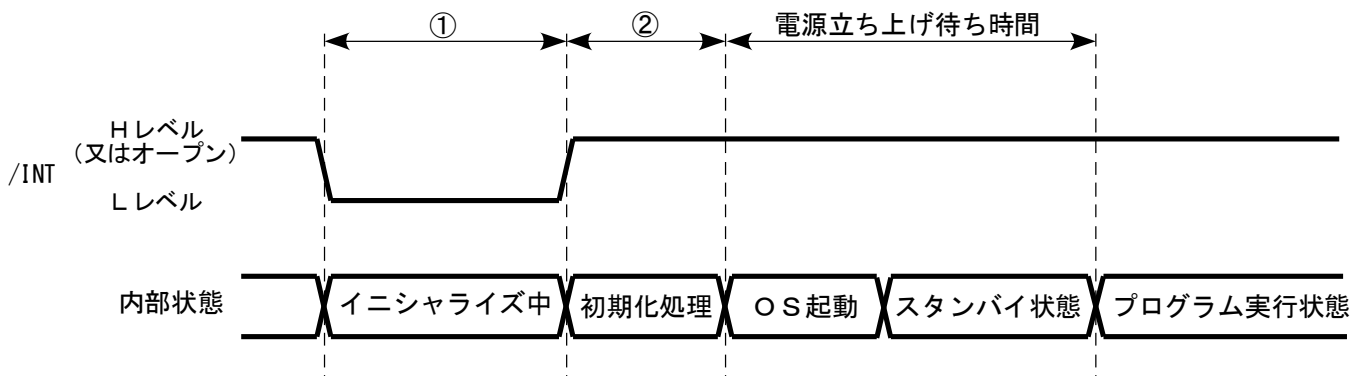 ① ② 電源立ち上げ待ち時間
Hレベル
(又はオープン)
/INT
Lレベル
内部状態 イニシャライズ中 初期化処理 OS起動 スタンバイ状態 プログラム実行状態